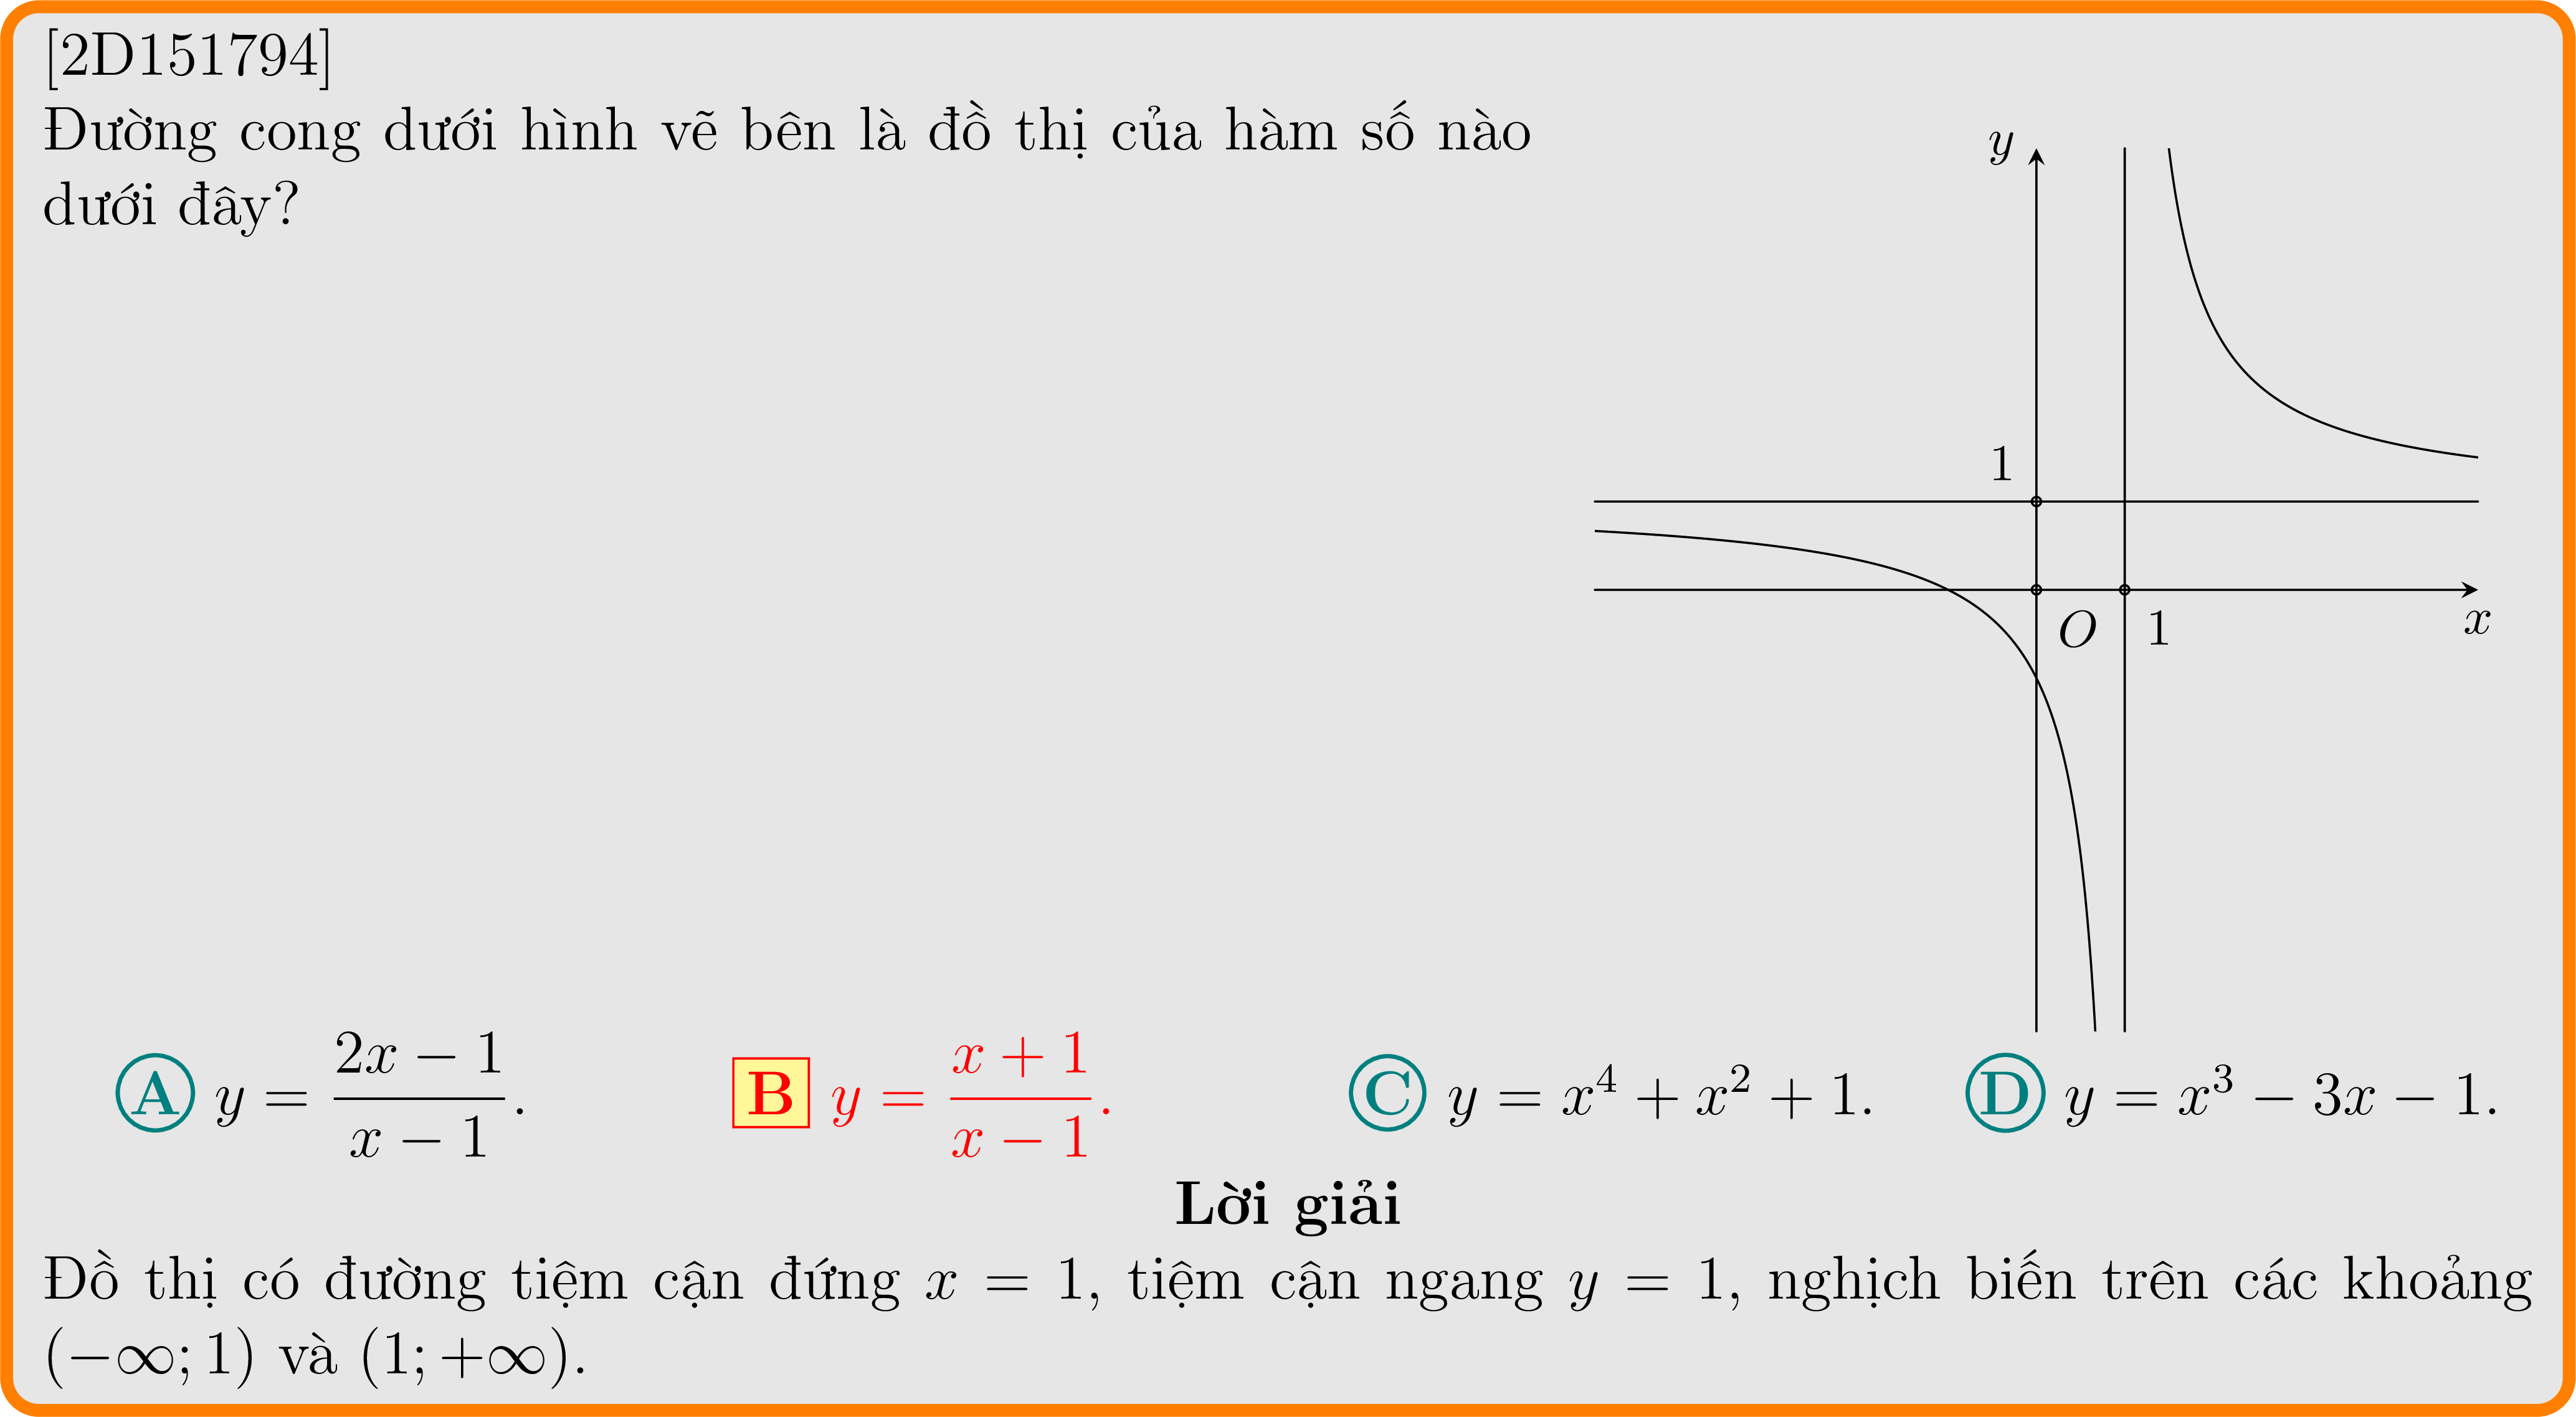 [2D151794]
Đường cong dưới hình vẽ bên là đồ thị của hàm số nào
dưới đây?
y
1
O
1
x
A y = \frac{2x − 1}{x − 1}.
B y = \frac{x + 1}{x − 1}.
C y = x^4 + x^2 + 1.
D y = x^3 − 3x − 1.
Lời giải
Đồ thị có đường tiệm cận đứng x = 1, tiệm cận ngang y = 1, nghịch biến trên các khoảng
(−∞; 1) và (1; +∞).